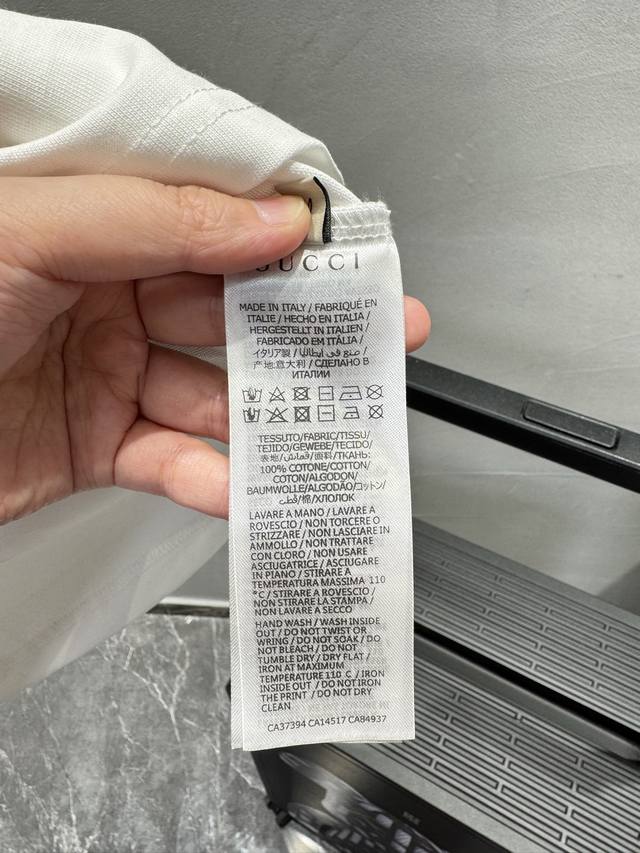 GUCCI
MADE IN ITALY / FABRIQUÉ EN
ITALIE / HECHO EN ITALIA /
HERGESTELLT IN ITALIEN /
FABRICADO EM ITÁLIA /
イタリア製 / صنع في إيطاليا /
产地:意大利 / СДЕЛАНО В
ИТАЛИИ
TESSUTO/FABRIC/TISSU/
TEJIDO/GEWEBE/TECIDO/
表地/قماش/面料/ТКАНЬ:
100% COTONE/COTTON/
COTON/ALGODON/
BAUMWOLLE/ALGODÃO/コットン/
قطن/棉/ХЛОПОК
LAVARE A MANO / LAVARE A
ROVESCIO / NON TORCERE O
STRIZZARE / NON LASCIARE IN
AMMOLLO / NON TRATTARE
CON CLORO / NON USARE
ASCIUGATRICE / ASCIUGARE
IN PIANO / STIRARE A
TEMPERATURA MASSIMA 110
°C / STIRARE A ROVESCIO /
NON STIRARE LA STAMPA /
NON LAVARE A SECCO
HAND WASH / WASH INSIDE
OUT / DO NOT TWIST OR
WRING / DO NOT SOAK / DO
NOT BLEACH / DO NOT
TUMBLE DRY / DRY FLAT /
IRON AT MAXIMUM
TEMPERATURE 110 C / IRON
INSIDE OUT / DO NOT IRON
THE PRINT / DO NOT DRY
CLEAN
CA37394 CA14517 CA84937